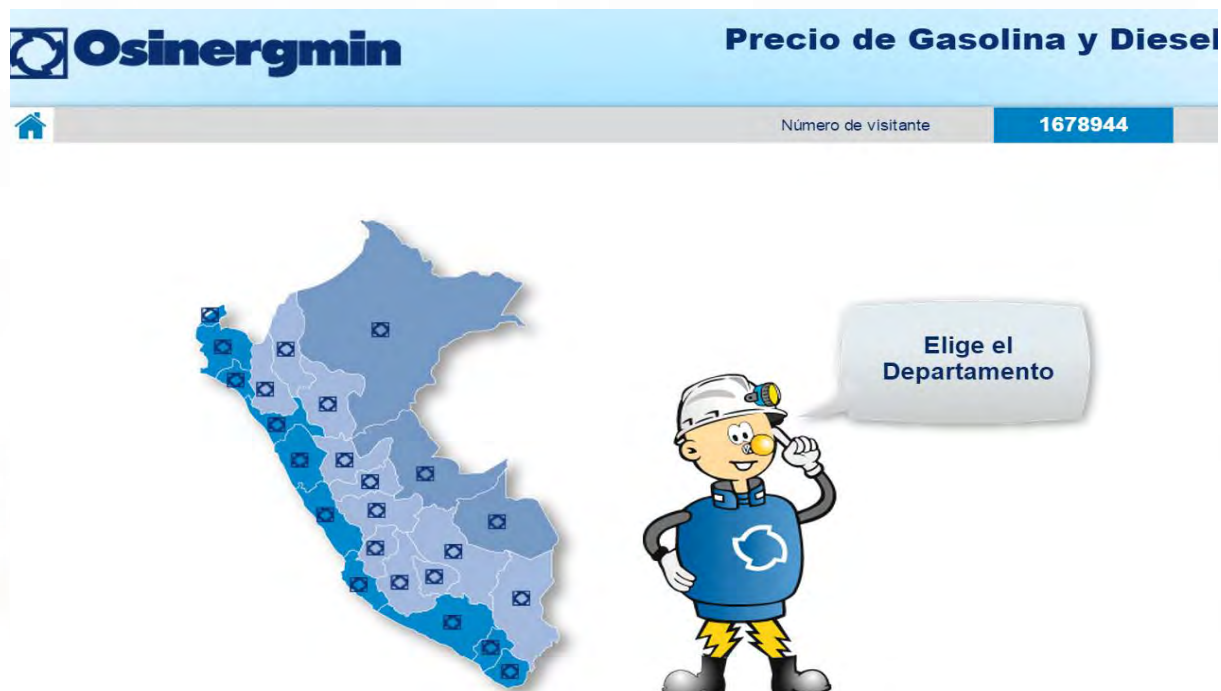 Osinergmin
Precio de Gasolina y Diesel
Número de visitante
1678944
Elige el
Departamento